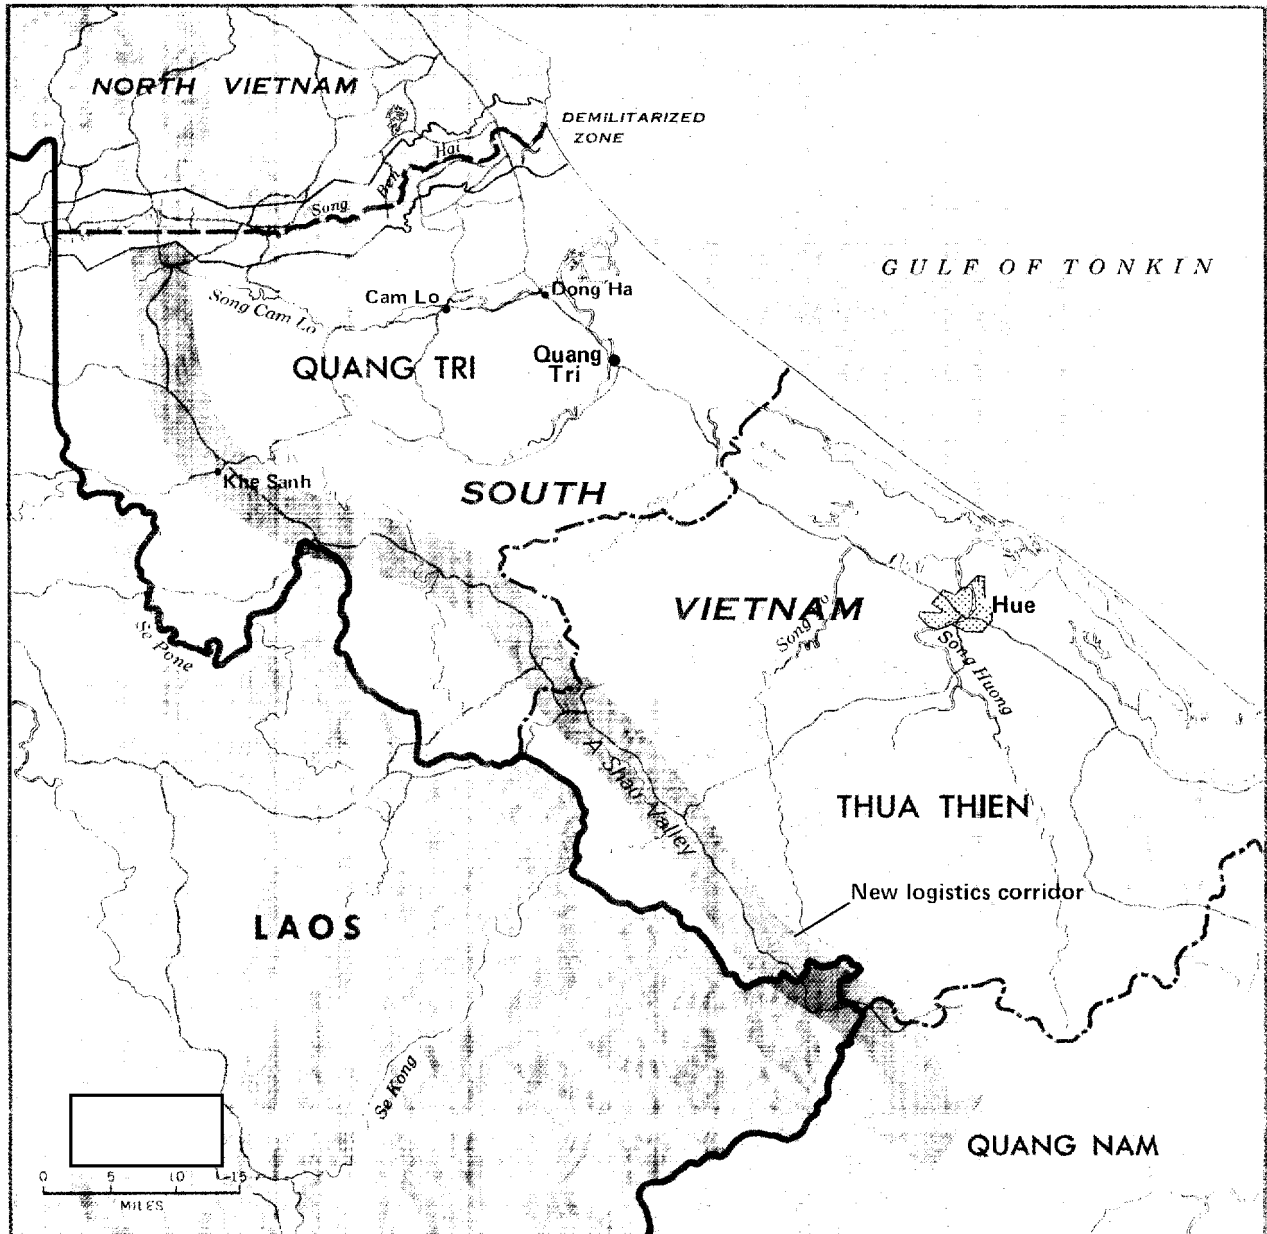 NORTH VIETNAM
DEMILITARIZED
ZONE
Song Ben Hai
GULF OF TONKIN
Song Cam Lo
Cam Lo
Dong Ha
QUANG TRI
Quang
Tri
Khe Sanh
SOUTH
VIETNAM
Hue
Song
Song Huong
Se Pone
A Shau Valley
THUA THIEN
New logistics corridor
LAOS
Se Kong
QUANG NAM
0 5 10 15
MILES